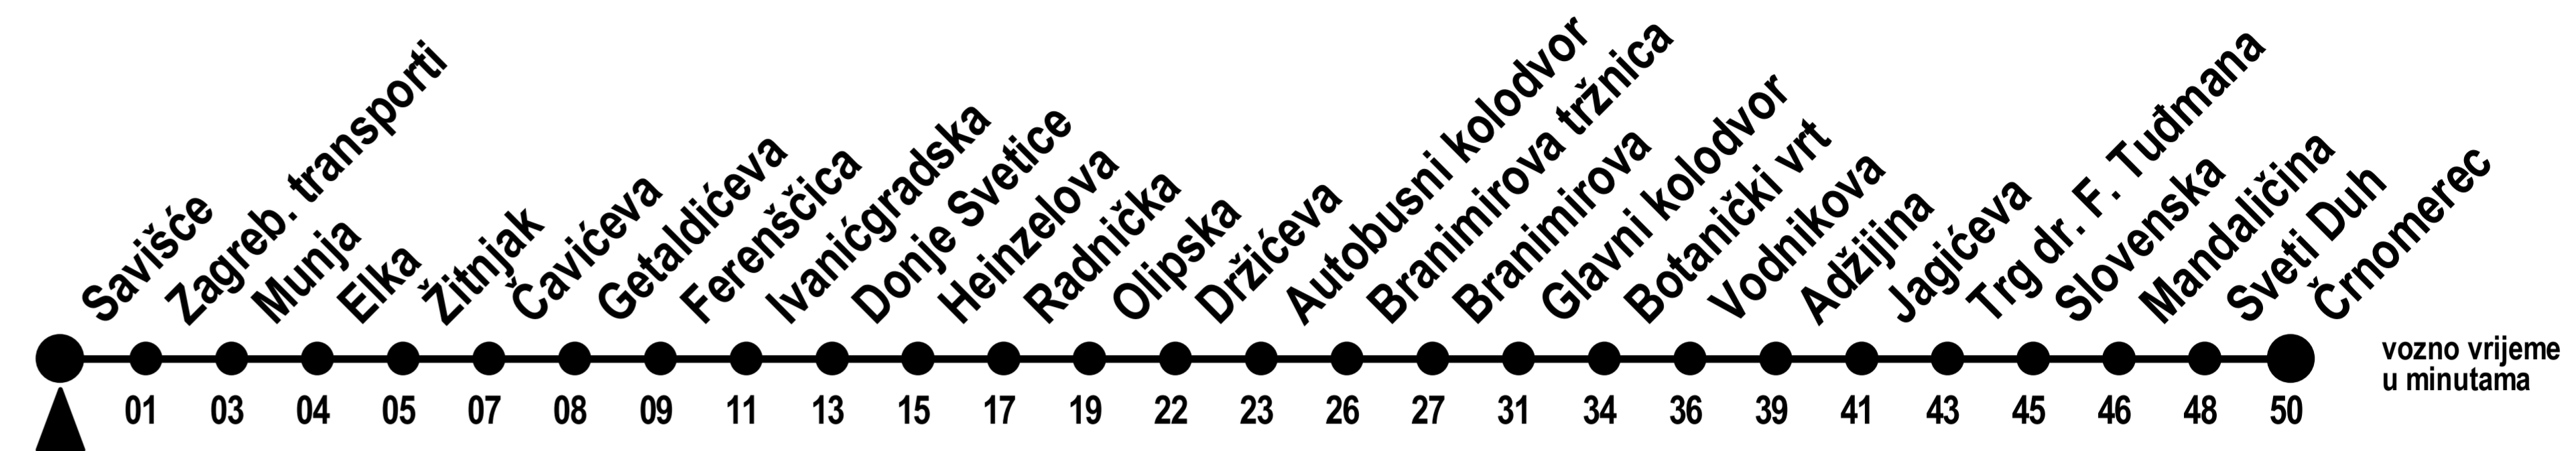 Savišće
Zagreb. transporti
Munja
Elka
Žitnjak
Čavićeva
Getaldićeva
Ferenščica
Ivanićgradska
Donje Svetice
Heinzelova
Radnička
Olipska
Držićeva
Autobusni kolodvor
Branimirova tržnica
Branimirova
Glavni kolodvor
Botanički vrt
Vodnikova
Adžijina
Jagićeva
Trg dr. F. Tuđmana
Slovenska
Mandaličina
Sveti Duh
Črnomerec
vozno vrijeme
u minutama
01 03 04 05 07 08 09 11 13 15 17 19 22 23 26 27 31 34 36 39 41 43 45 46 48 50